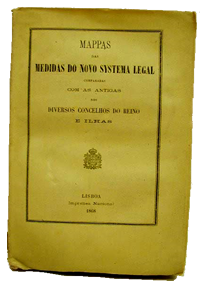 MAPPAS
DAS
MEDIDAS DO NOVO SYSTEMA LEGAL
COMPARADAS
COM AS ANTIGAS
DOS
DIVERSOS CONCELHOS DO REINO
E ILHAS
LISBOA
Imprensa Nacional